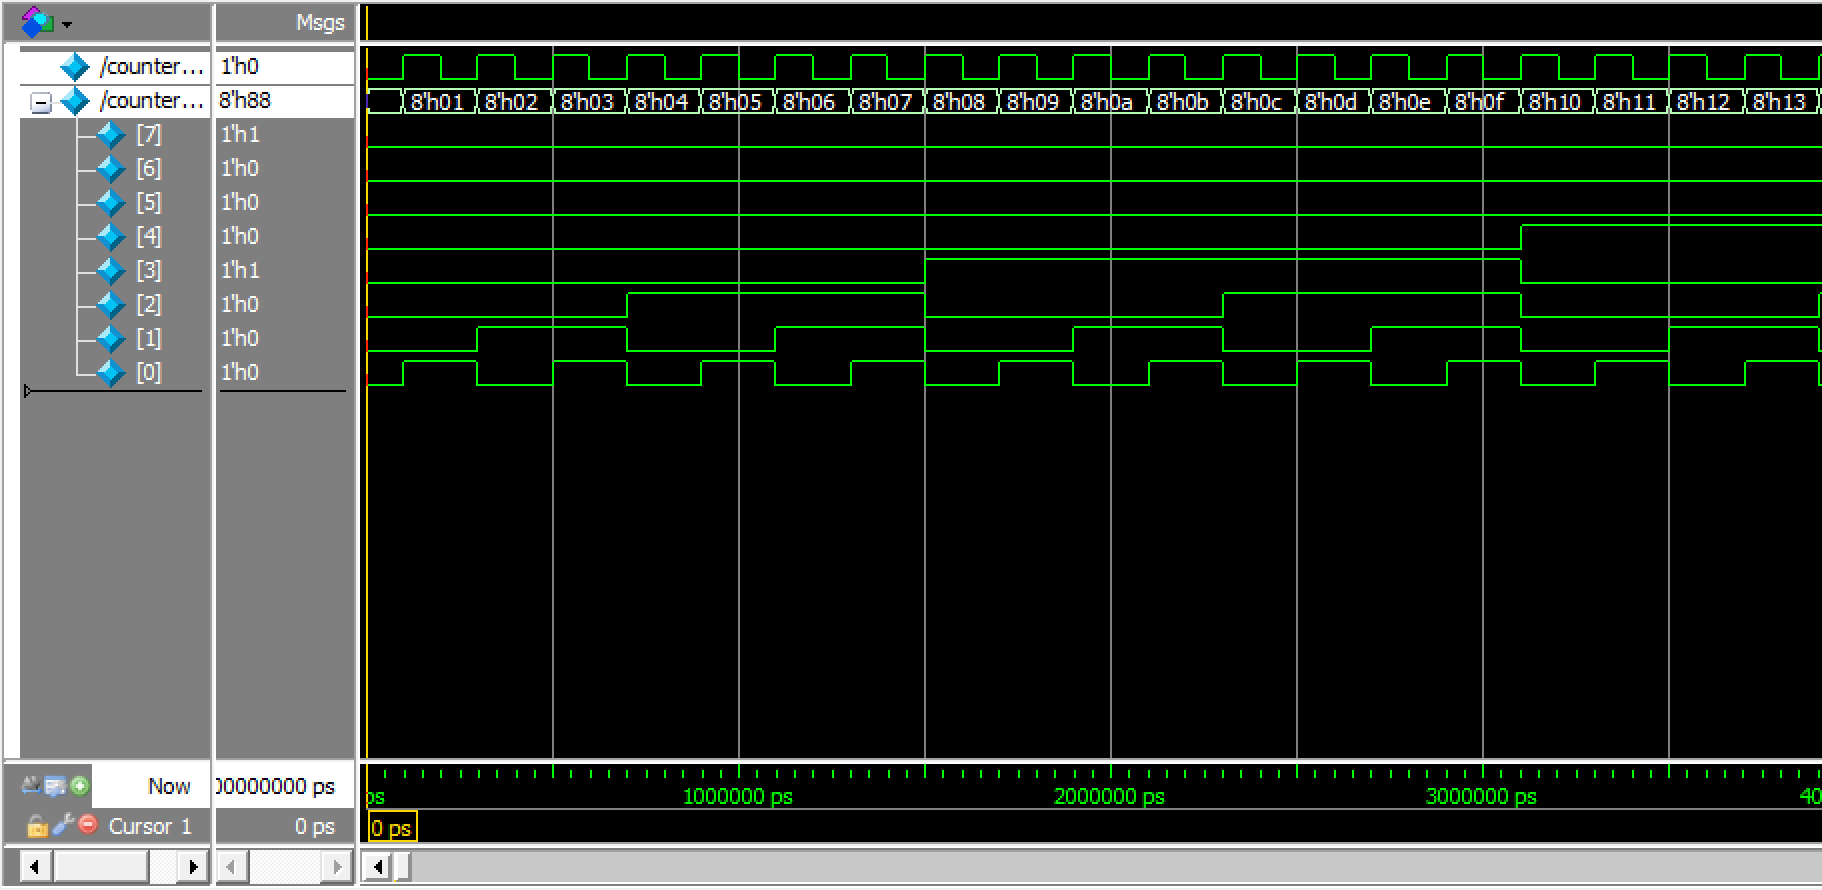 Msgs
/counter... 1'h0
/counter... 8'h88 8'h01 8'h02 8'h03 8'h04 8'h05 8'h06 8'h07 8'h08 8'h09 8'h0a 8'h0b 8'h0c 8'h0d 8'h0e 8'h0f 8'h10 8'h11 8'h12 8'h13
[7] 1'h1
[6] 1'h0
[5] 1'h0
[4] 1'h0
[3] 1'h1
[2] 1'h0
[1] 1'h0
[0] 1'h0
Now 00000000 ps ps 1000000 ps 2000000 ps 3000000 ps 40
Cursor 1 0 ps 0 ps